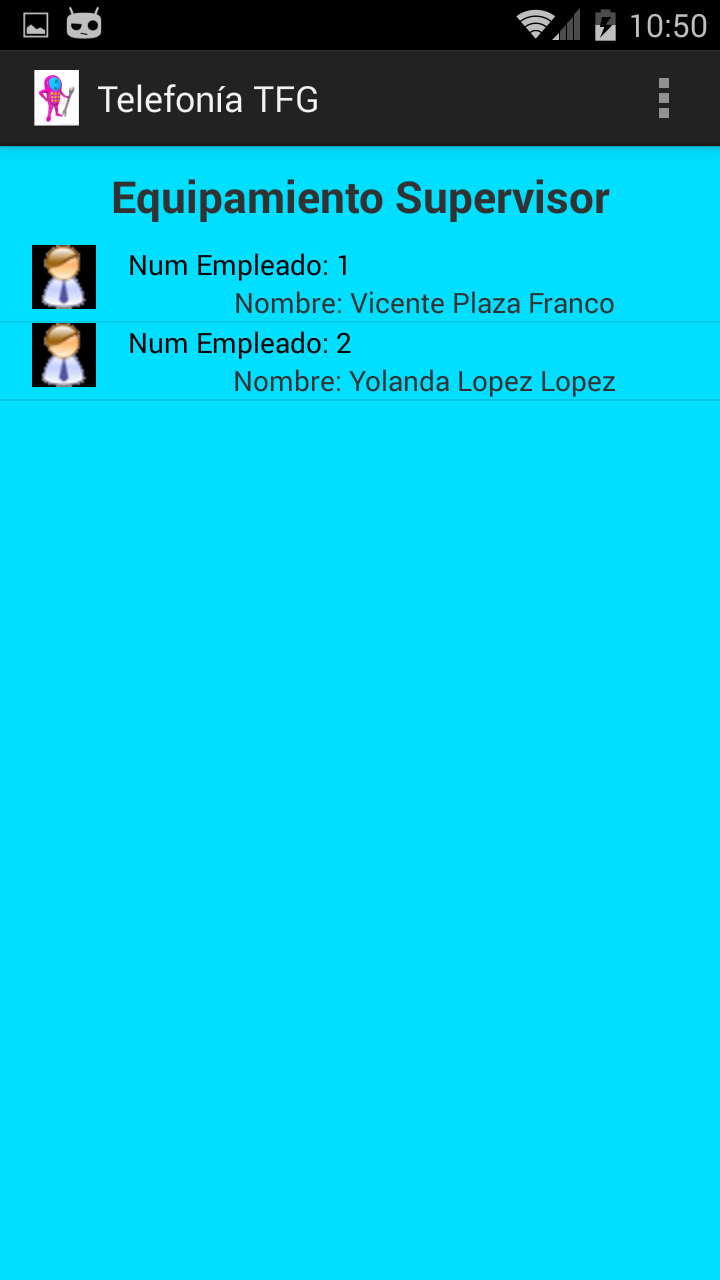 10:50
Telefonía TFG
Equipamiento Supervisor
Num Empleado: 1
Nombre: Vicente Plaza Franco
Num Empleado: 2
Nombre: Yolanda Lopez Lopez